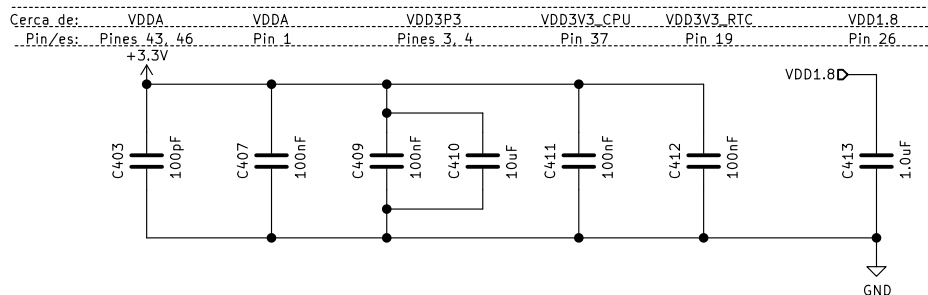 Cerca de: VDDA VDDA VDD3P3 VDD3V3_CPU VDD3V3_RTC VDD1.8
Pin/es: Pines 43, 46 Pin 1 Pines 3, 4 Pin 37 Pin 19 Pin 26
+3.3V
VDD1.8
C403 100pF C407 100nF C409 100nF C410 10uF C411 100nF C412 100nF C413 1.0uF
GND